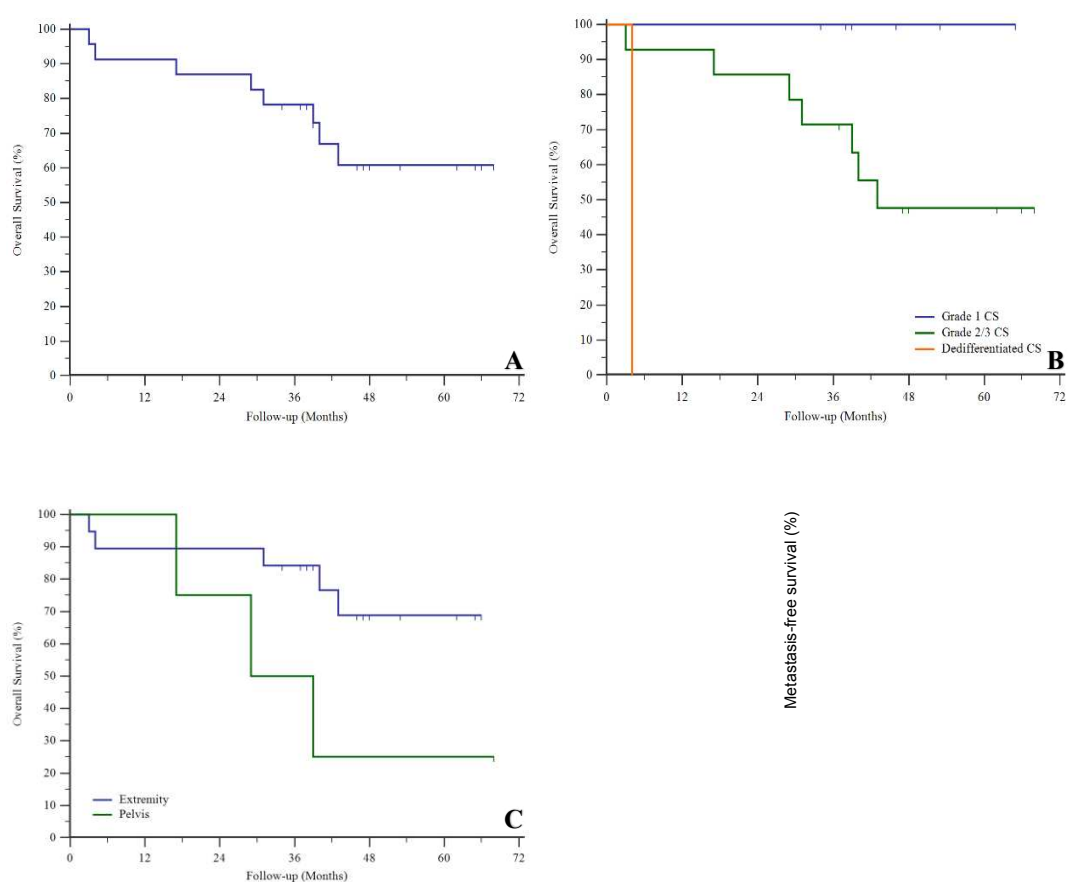 100
90
80
70
60
50
40
30
20
10
0
Overall Survival (%)
0 12 24 36 48 60 72
Follow-up (Months)
A
100
90
80
70
60
50
40
30
20
10
0
Overall Survival (%)
Grade 1 CS
Grade 2/3 CS
Dedifferentiated CS
0 12 24 36 48 60 72
Follow-up (Months)
B
100
90
80
70
60
50
40
30
20
10
0
Overall Survival (%)
Extremity
Pelvis
0 12 24 36 48 60 72
Follow-up (Months)
C
Metastasis-free survival (%)